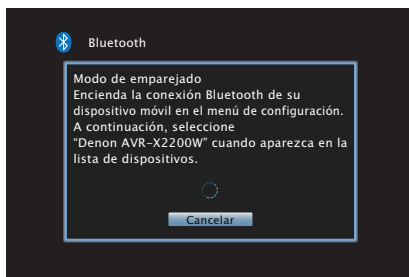 Bluetooth
Modo de emparejado
Encienda la conexión Bluetooth de su
dispositivo móvil en el menú de configuración.
A continuación, seleccione
“Denon AVR-X2200W” cuando aparezca en la
lista de dispositivos.
Cancelar